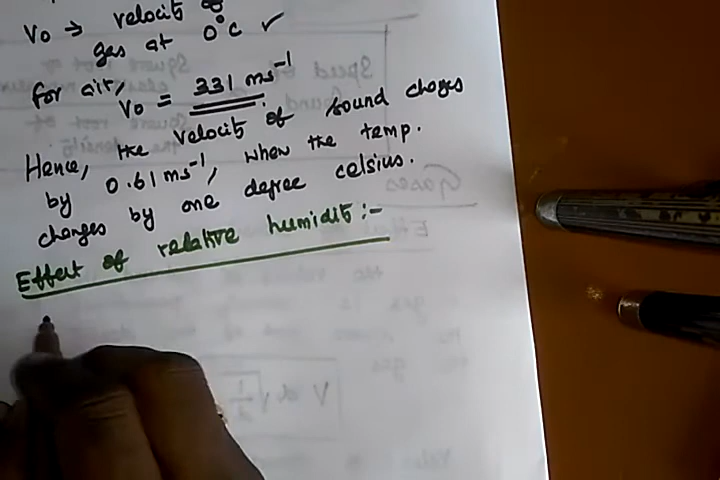 V₀ → velocity of
gas at 0°C ✓
for air,
V₀ = 331 ms⁻¹
Hence, the velocity of sound chages
by 0.61 ms⁻¹, when the temp.
changes by one degree celsius.
Effect of relative humidity :-